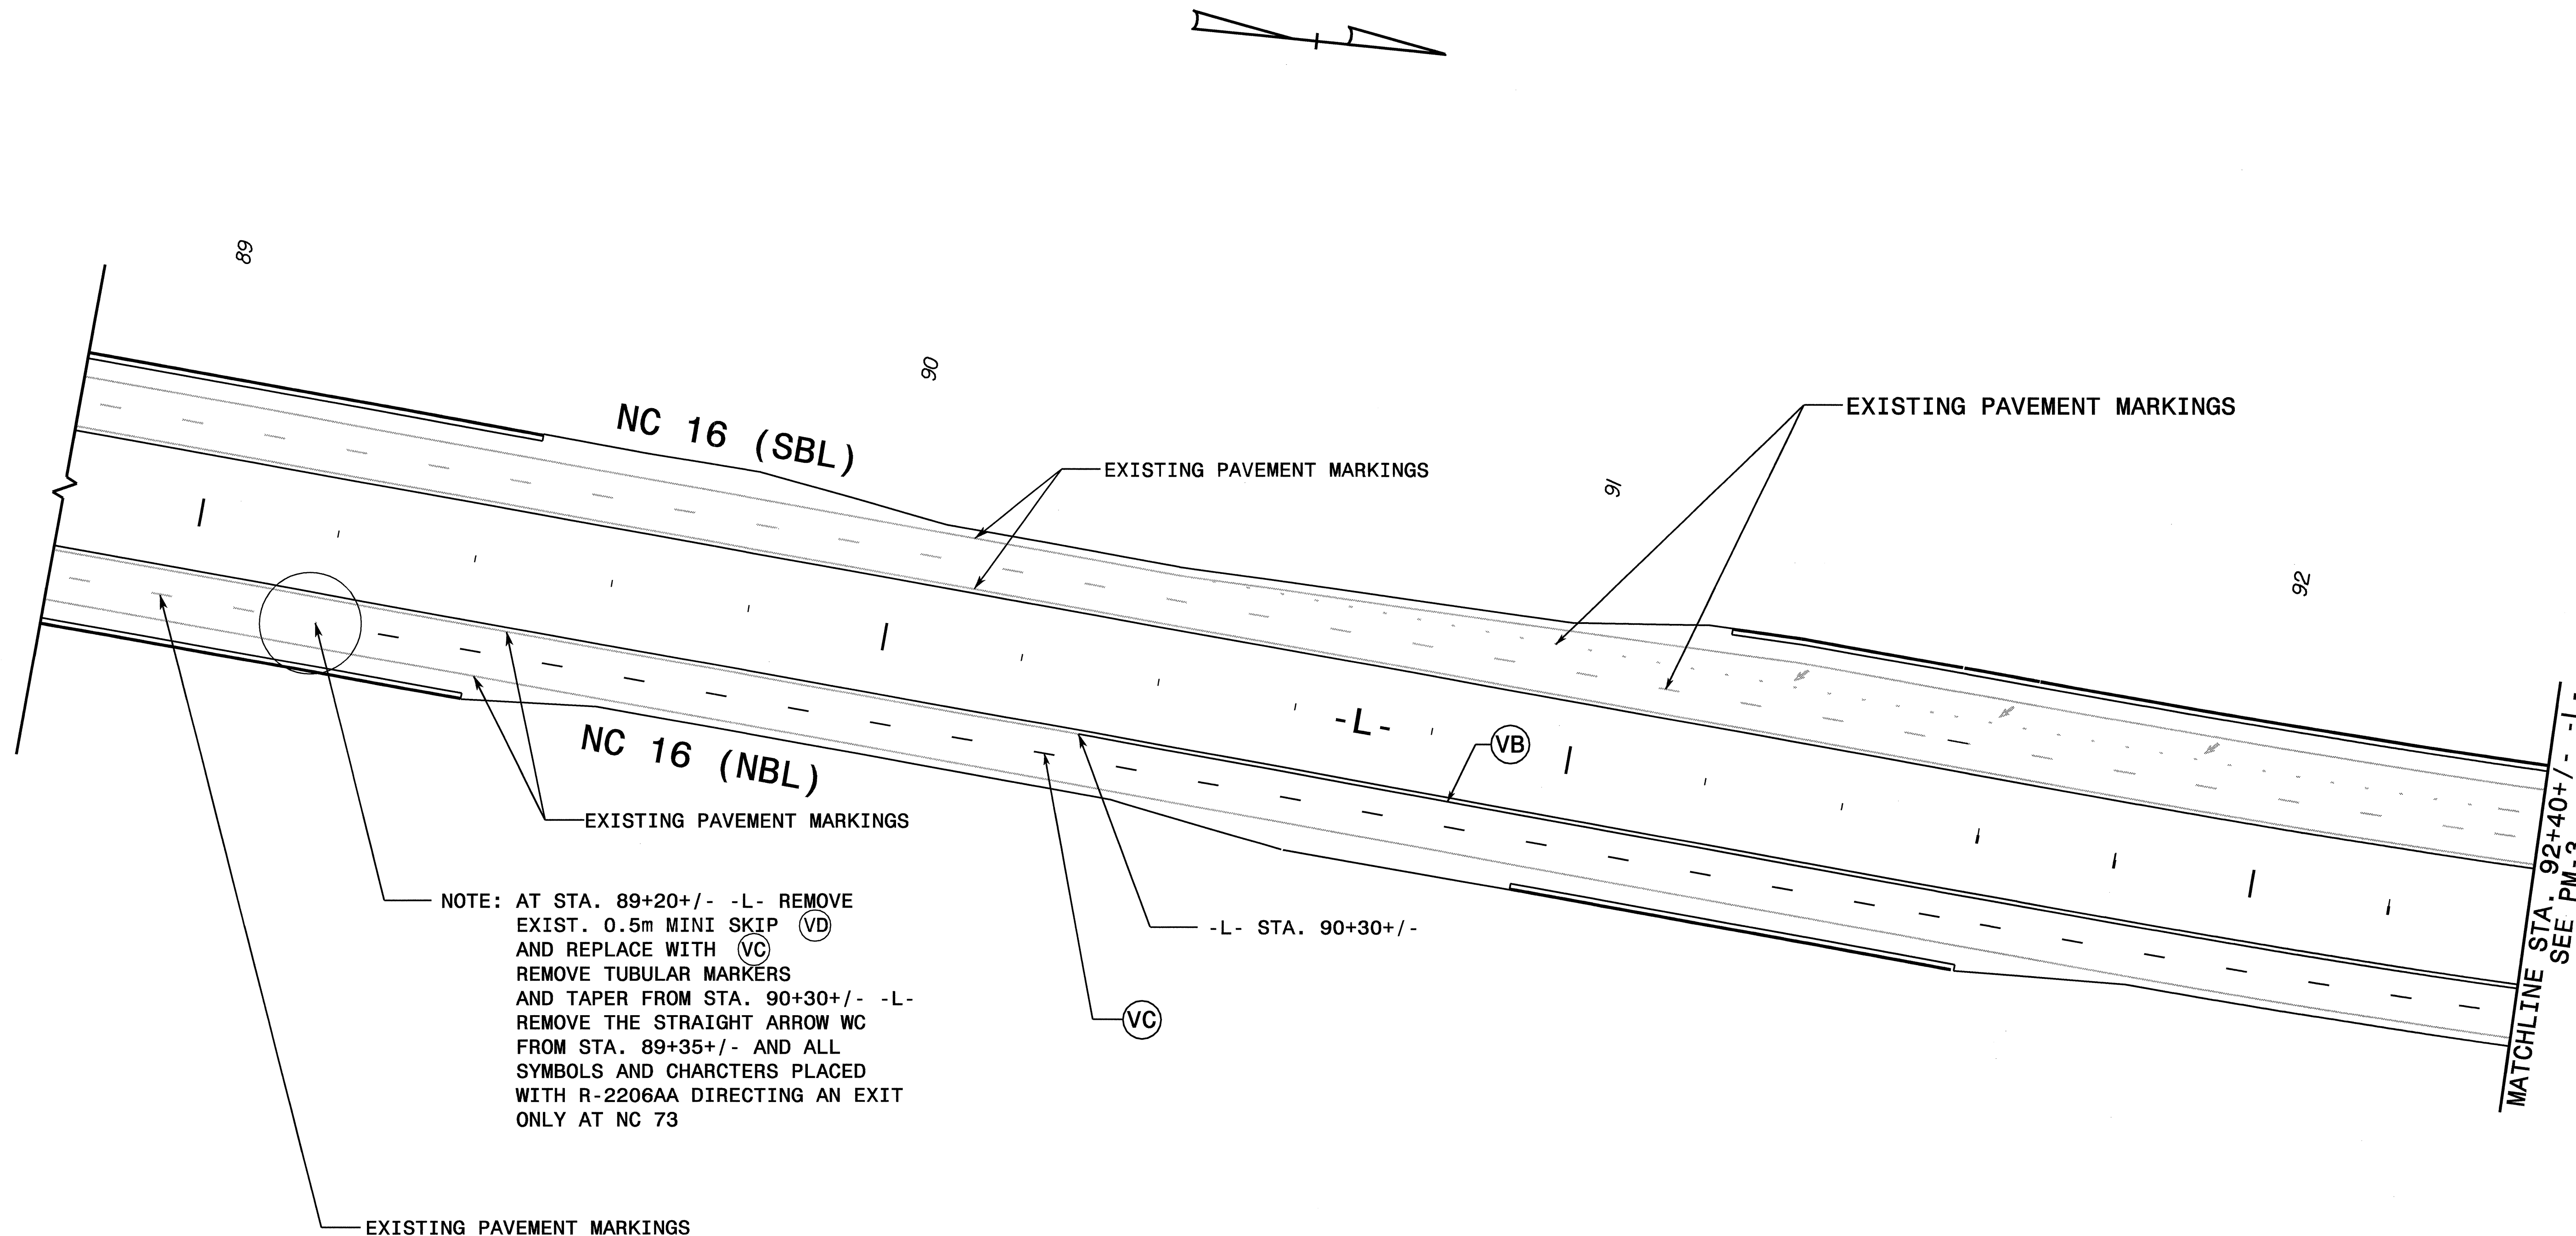 89
90
91
92
NC 16 (SBL)
EXISTING PAVEMENT MARKINGS
EXISTING PAVEMENT MARKINGS
-L-
VB
NC 16 (NBL)
EXISTING PAVEMENT MARKINGS
NOTE: AT STA. 89+20+/- -L- REMOVE
EXIST. 0.5m MINI SKIP VD
AND REPLACE WITH VC
REMOVE TUBULAR MARKERS
AND TAPER FROM STA. 90+30+/- -L-
REMOVE THE STRAIGHT ARROW WC
FROM STA. 89+35+/- AND ALL
SYMBOLS AND CHARCTERS PLACED
WITH R-2206AA DIRECTING AN EXIT
ONLY AT NC 73
-L- STA. 90+30+/-
VC
EXISTING PAVEMENT MARKINGS
MATCHLINE STA. 92+40+/- -L-
SEE PM-3